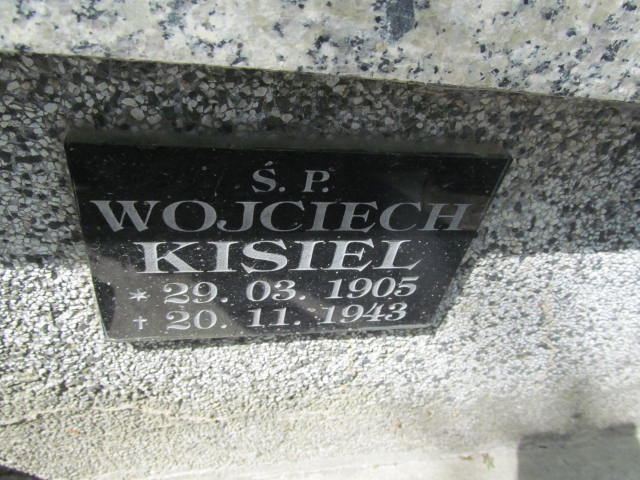 Ś. P.
WOJCIECH
KISIEL
* 29. 03. 1905
✝ 20. 11. 1943